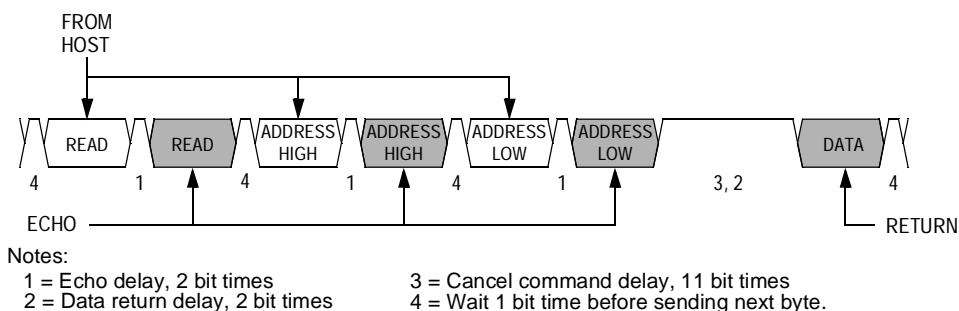 FROM
HOST
READ READ ADDRESS HIGH ADDRESS HIGH ADDRESS LOW ADDRESS LOW DATA
4 1 4 1 4 1 3, 2 4
ECHO RETURN
Notes:
1 = Echo delay, 2 bit times 3 = Cancel command delay, 11 bit times
2 = Data return delay, 2 bit times 4 = Wait 1 bit time before sending next byte.